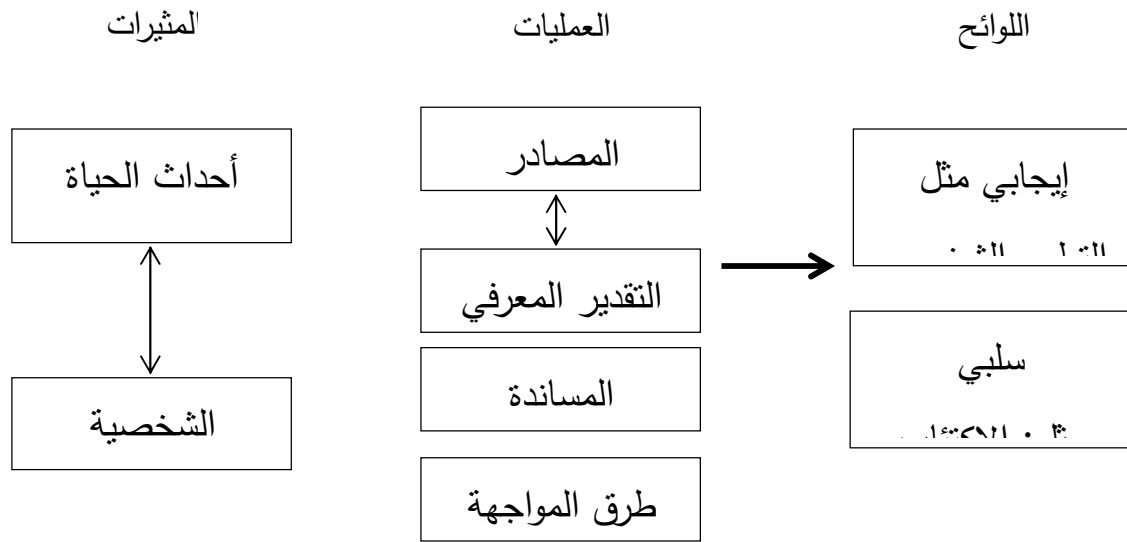 المثيرات
العمليات
اللوائح
أحداث الحياة
الشخصية
المصادر
التقدير المعرفي
المساندة
طرق المواجهة
إيجابي مثل
سلبي